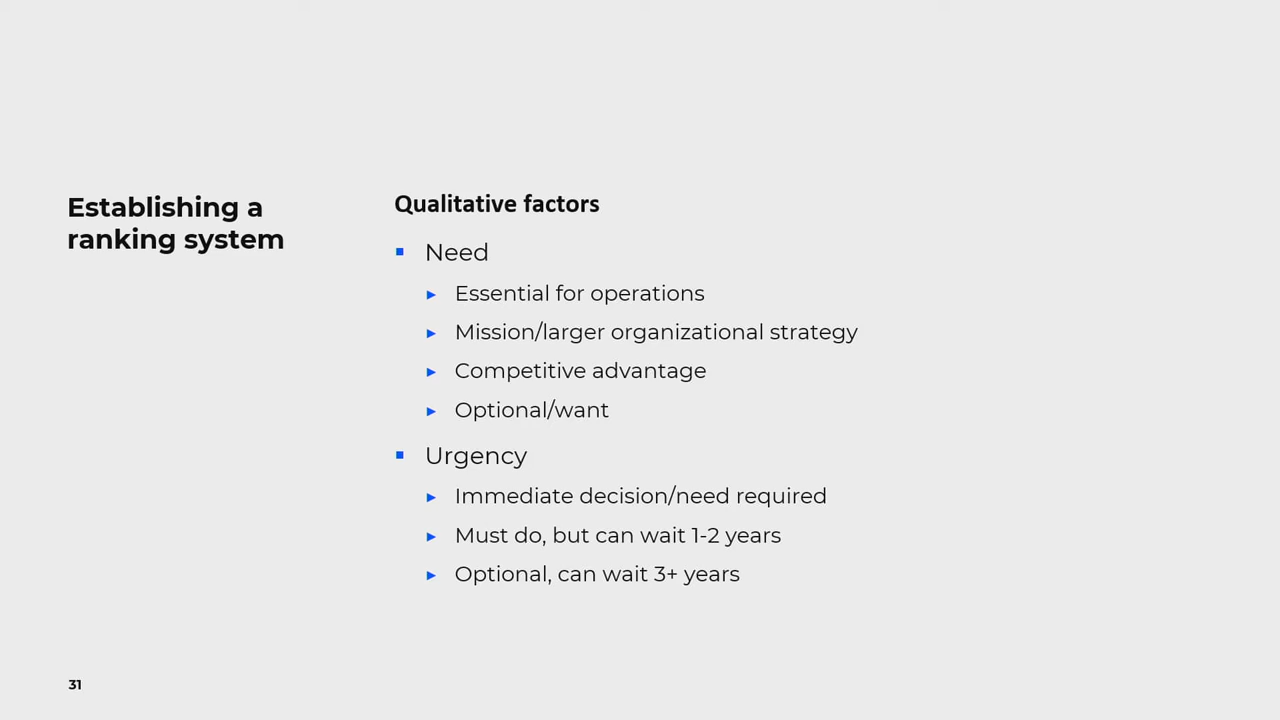 Establishing a
ranking system
Qualitative factors
Need
Essential for operations
Mission/larger organizational strategy
Competitive advantage
Optional/want
Urgency
Immediate decision/need required
Must do, but can wait 1-2 years
Optional, can wait 3+ years
31